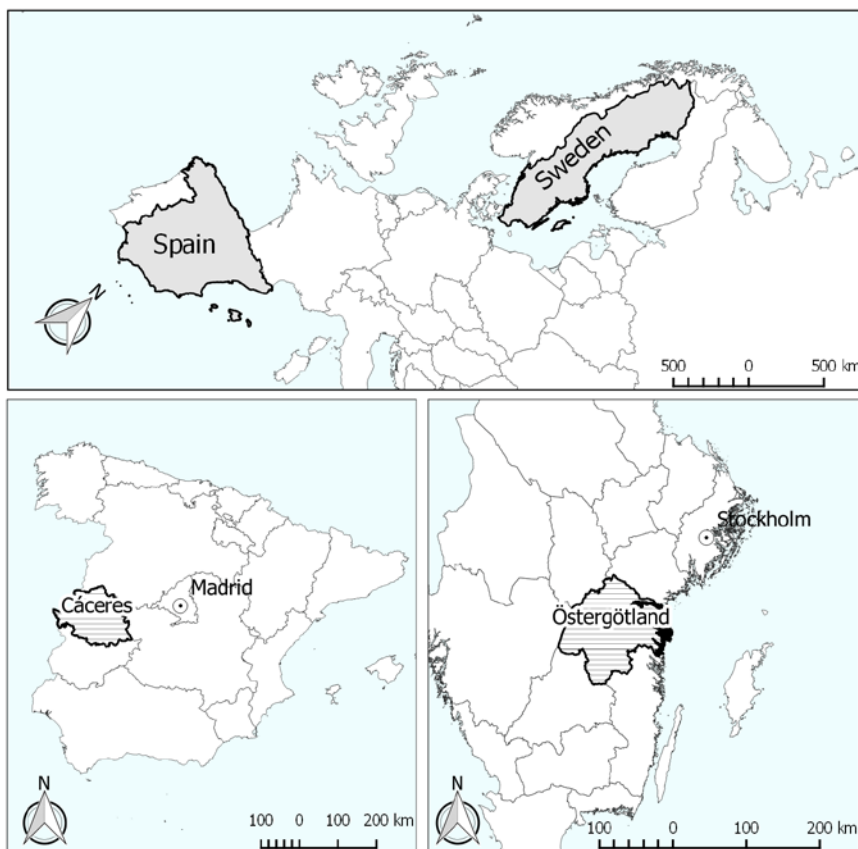 Sweden
Spain
N
500 0 500 km
Madrid
Cáceres
N
100 0 100 200 km
Stockholm
Östergötland
N
100 0 100 200 km